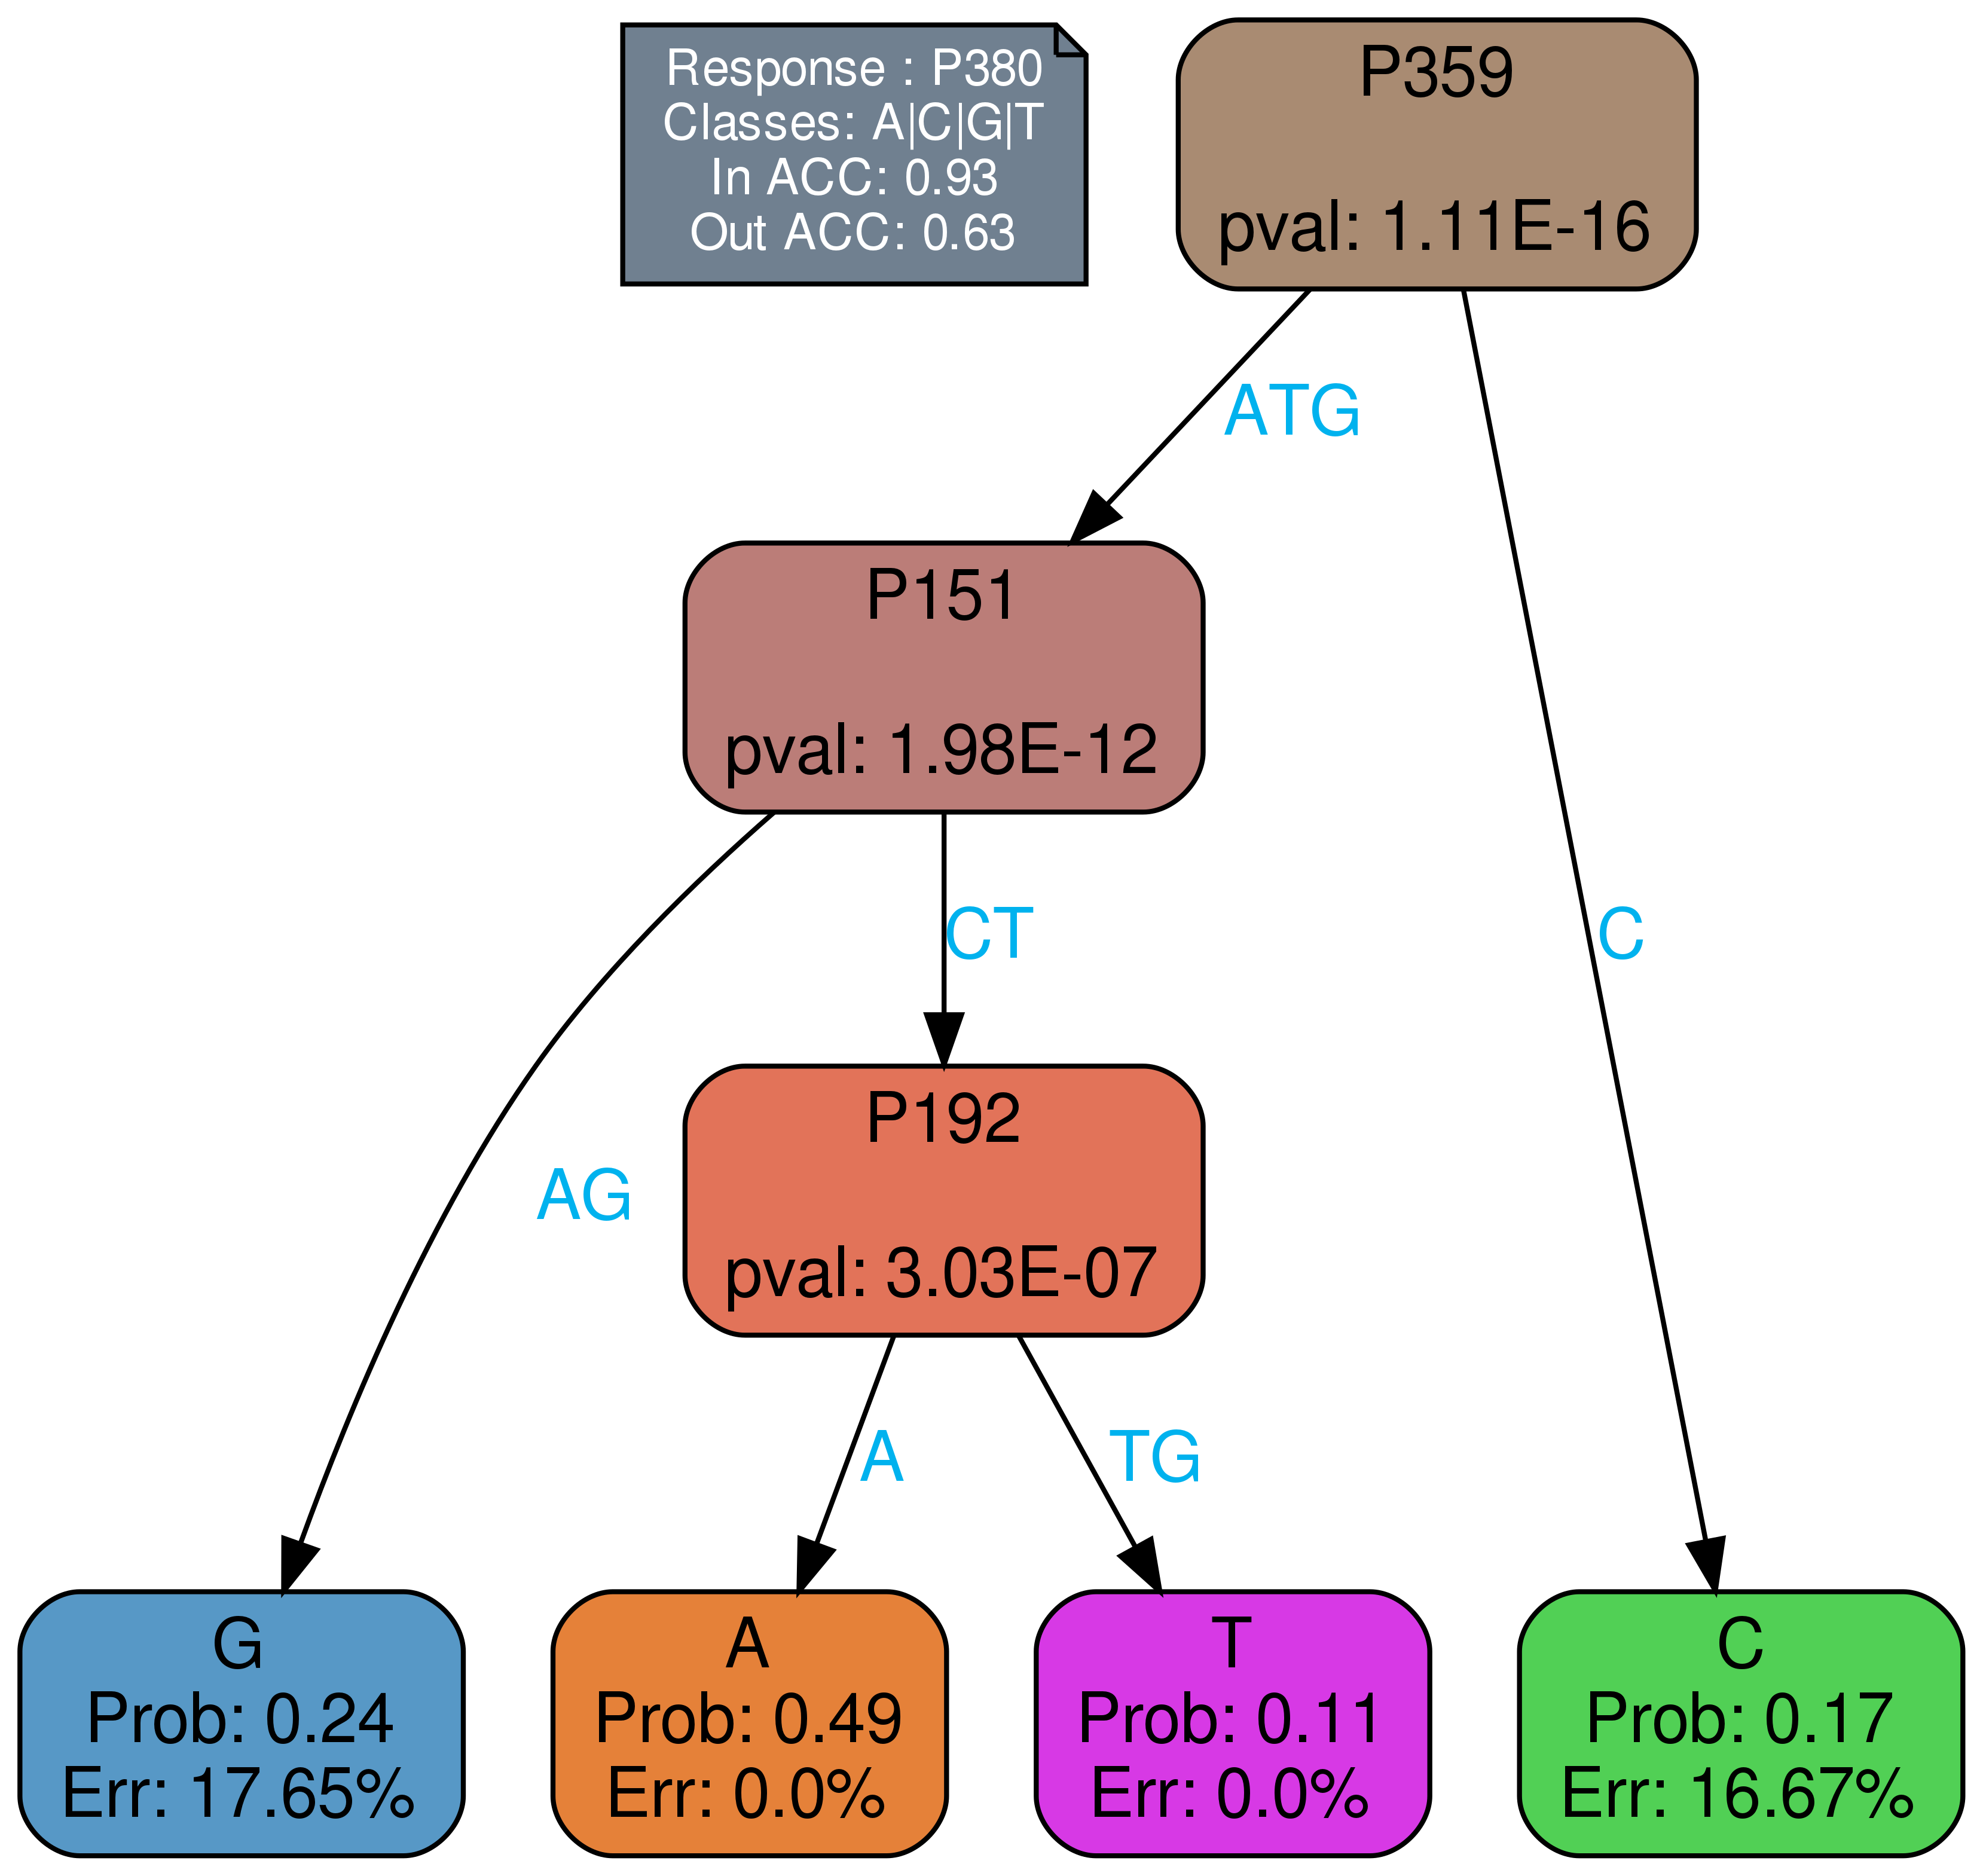 Response : P380
Classes: A|C|G|T
In ACC: 0.93
Out ACC: 0.63
P359
pval: 1.11E-16
ATG
P151
pval: 1.98E-12
CT
C
P192
pval: 3.03E-07
AG
A
TG
G
Prob: 0.24
Err: 17.65%
A
Prob: 0.49
Err: 0.0%
T
Prob: 0.11
Err: 0.0%
C
Prob: 0.17
Err: 16.67%